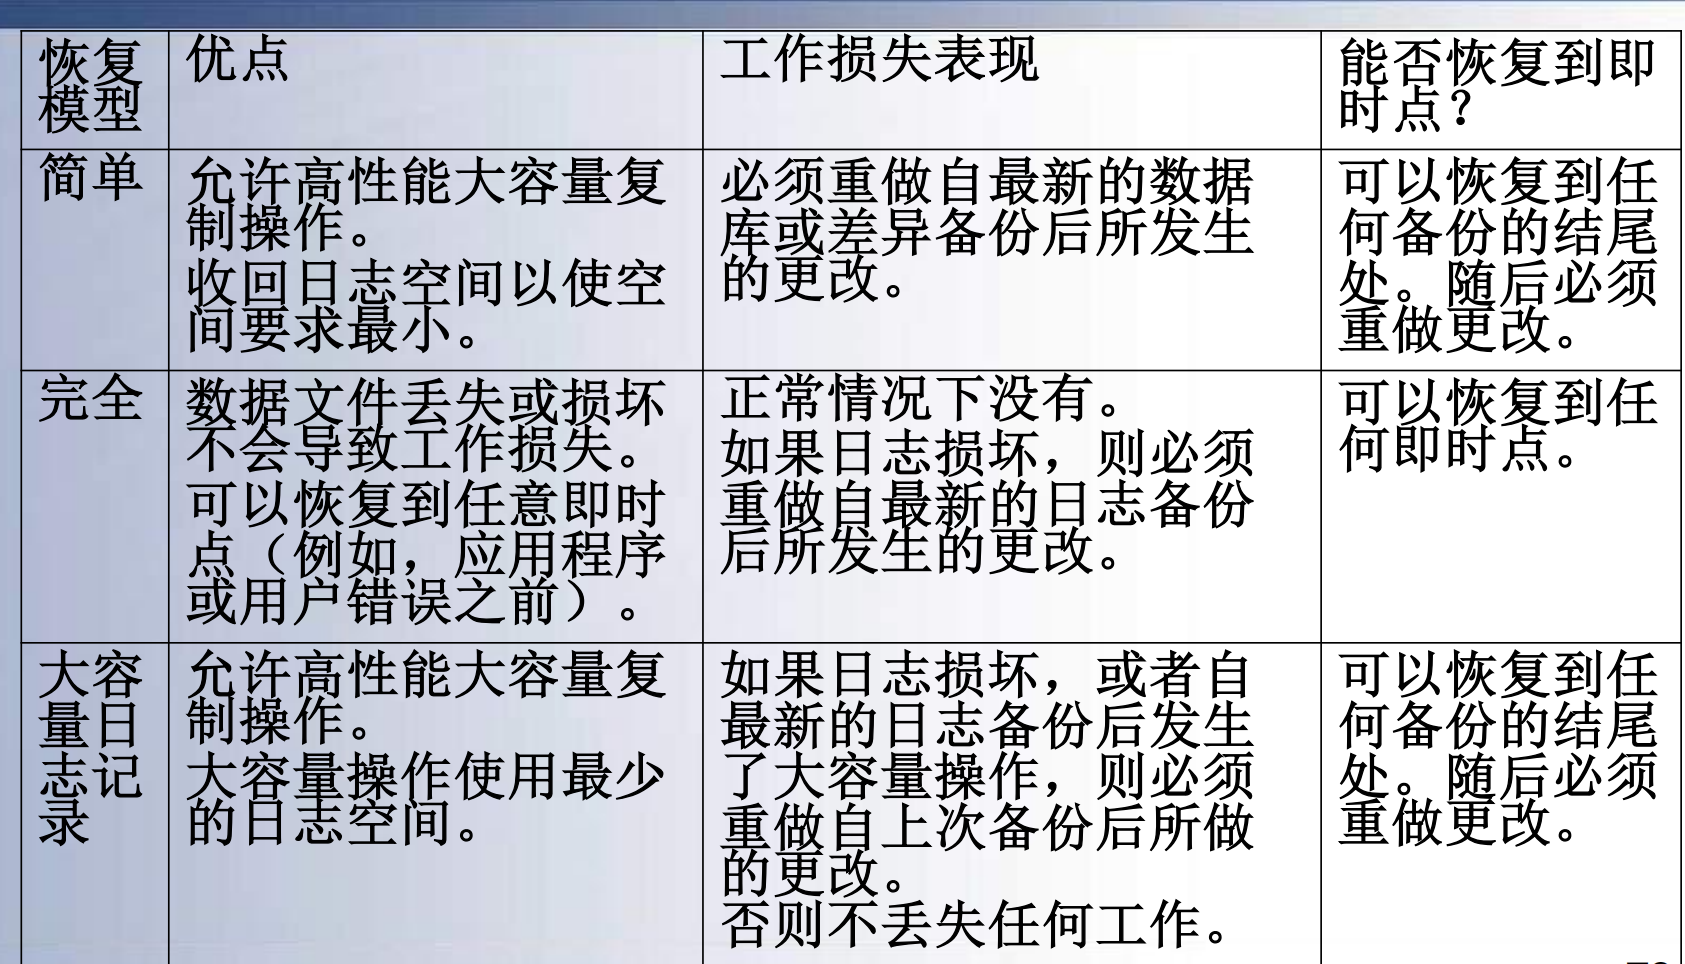 恢复
模型
优点
工作损失表现
能否恢复到即
时点？
简单
允许高性能大容量复
制操作。
收回日志空间以使空
间要求最小。
必须重做自最新的数据
库或差异备份后所发生
的更改。
可以恢复到任
何备份的结尾
处。随后必须
重做更改。
完全
数据文件丢失或损坏
不会导致工作损失。
可以恢复到任意即时
点（例如，应用程序
或用户错误之前）。
正常情况下没有。
如果日志损坏，则必须
重做自最新的日志备份
后所发生的更改。
可以恢复到任
何即时点。
大容
量日
志记
录
允许高性能大容量复
制操作。
大容量操作使用最少
的日志空间。
如果日志损坏，或者自
最新的日志备份后发生
了大容量操作，则必须
重做自上次备份后所做
的更改。
否则不丢失任何工作。
可以恢复到任
何备份的结尾
处。随后必须
重做更改。